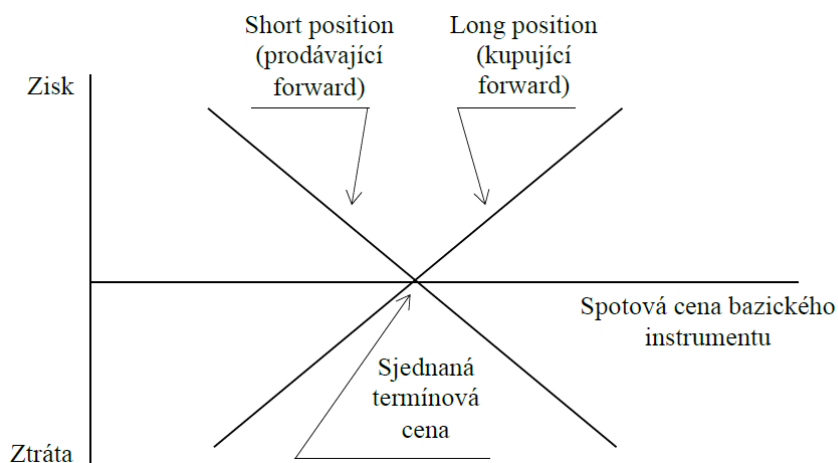 Short position
(prodávající
forward)
Long position
(kupující
forward)
Zisk
Spotová cena bazického
instrumentu
Sjednaná
termínová
cena
Ztráta